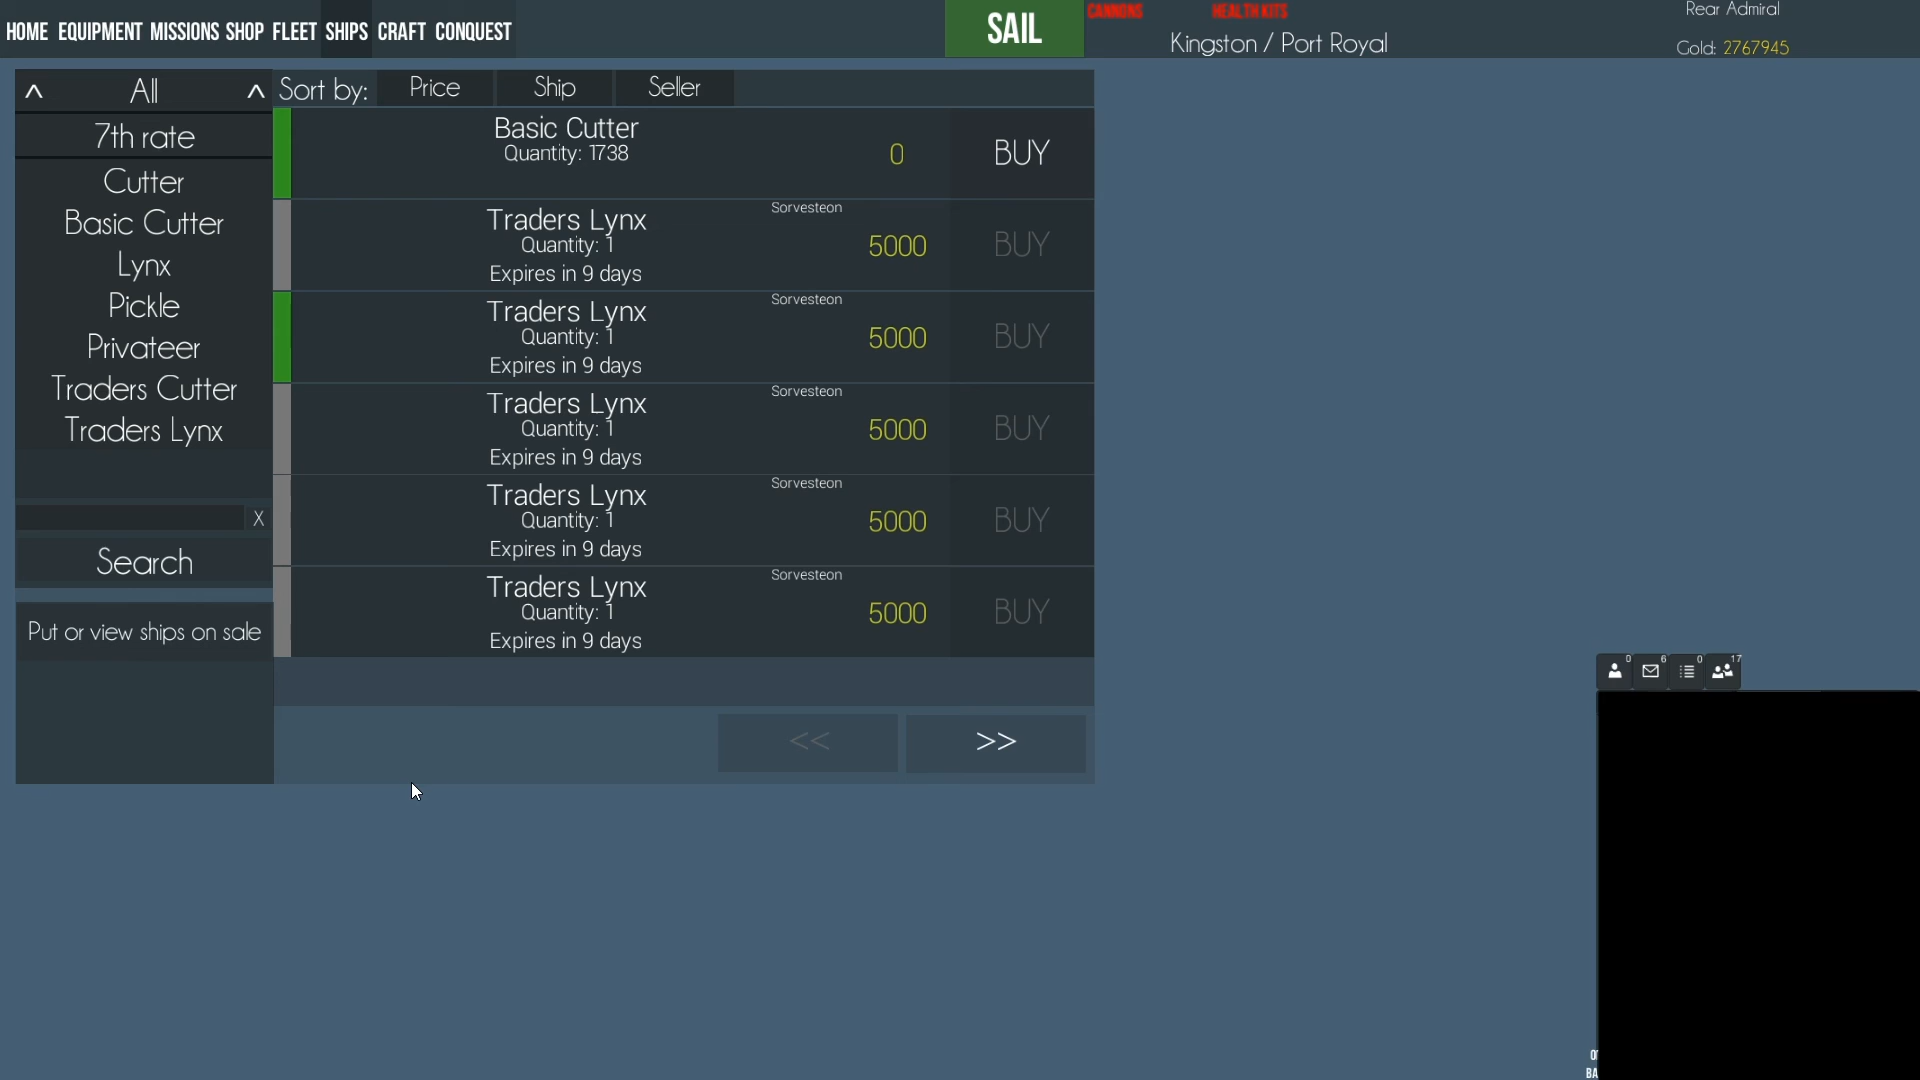 HOME EQUIPMENT MISSIONS SHOP FLEET SHIPS CRAFT CONQUEST
SAIL
CANNONS HEALTH KITS
Kingston / Port Royal
Rear Admiral
Gold: 2767945
^ All ^
7th rate
Cutter
Basic Cutter
Lynx
Pickle
Privateer
Traders Cutter
Traders Lynx
X
Search
Put or view ships on sale
Sort by: Price Ship Seller
Basic Cutter
Quantity: 1738
0 BUY
Traders Lynx
Quantity: 1
Expires in 9 days
Sorvesteon
5000 BUY
Traders Lynx
Quantity: 1
Expires in 9 days
Sorvesteon
5000 BUY
Traders Lynx
Quantity: 1
Expires in 9 days
Sorvesteon
5000 BUY
Traders Lynx
Quantity: 1
Expires in 9 days
Sorvesteon
5000 BUY
Traders Lynx
Quantity: 1
Expires in 9 days
Sorvesteon
5000 BUY
<< >>
0 6 0 17